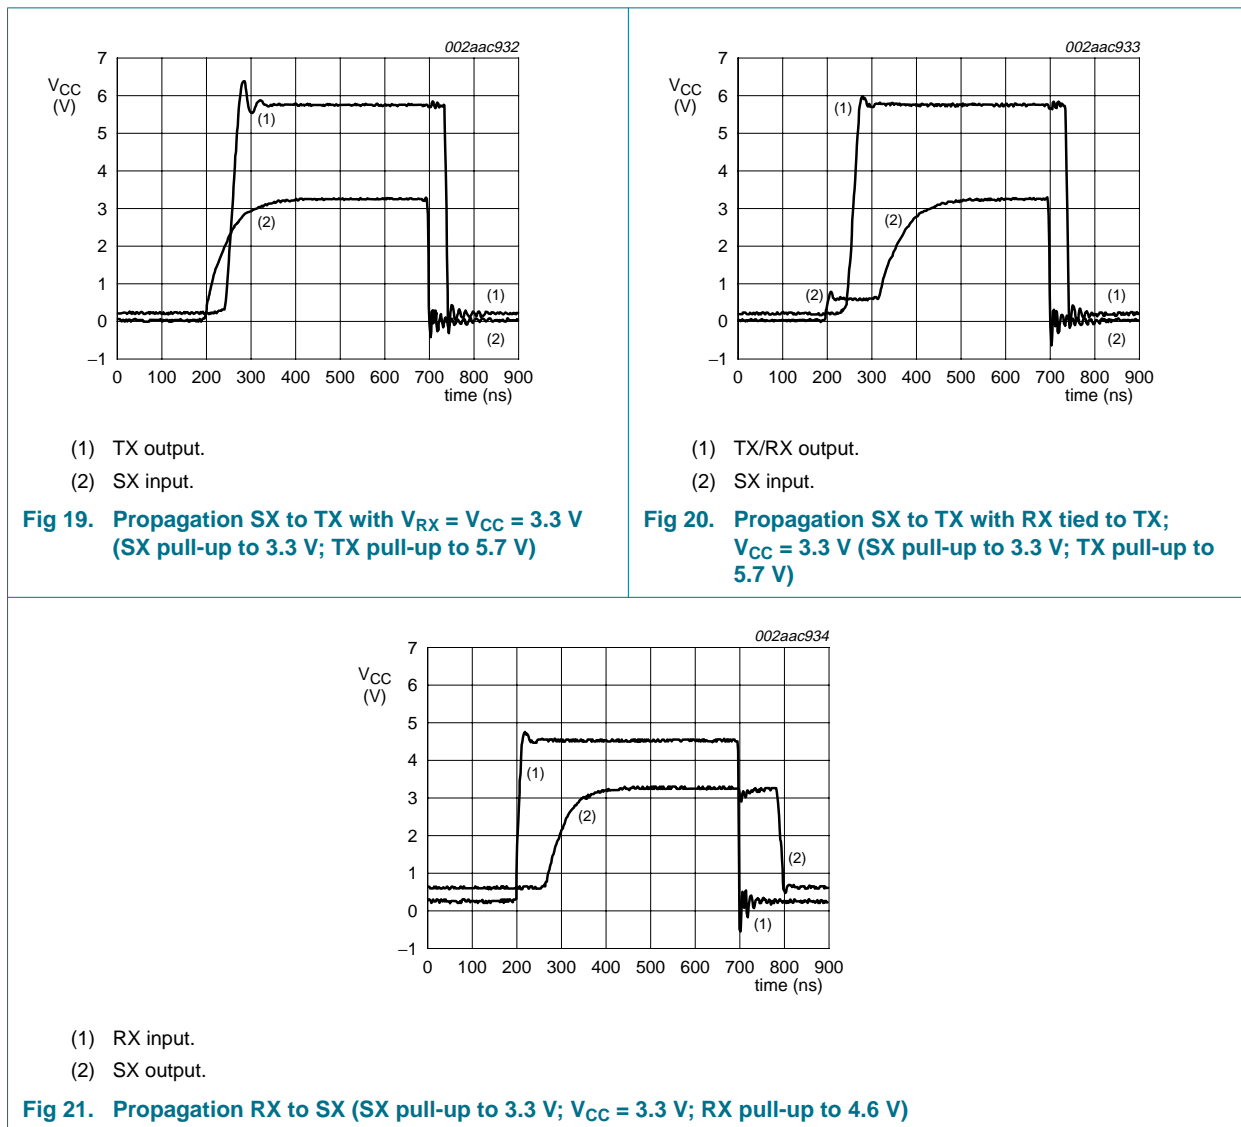 002aac932
7
6
5
4
3
2
1
0
−1
VCC
(V)
(1)
(2)
(1)
(2)
0 100 200 300 400 500 600 700 800 900
time (ns)
(1) TX output.
(2) SX input.
Fig 19. Propagation SX to TX with VRX = VCC = 3.3 V
(SX pull-up to 3.3 V; TX pull-up to 5.7 V)
002aac933
7
6
5
4
3
2
1
0
−1
VCC
(V)
(1)
(2)
(2)
(1)
(2)
0 100 200 300 400 500 600 700 800 900
time (ns)
(1) TX/RX output.
(2) SX input.
Fig 20. Propagation SX to TX with RX tied to TX;
VCC = 3.3 V (SX pull-up to 3.3 V; TX pull-up to
5.7 V)
002aac934
7
6
5
4
3
2
1
0
−1
VCC
(V)
(1)
(2)
(2)
(1)
0 100 200 300 400 500 600 700 800 900
time (ns)
(1) RX input.
(2) SX output.
Fig 21. Propagation RX to SX (SX pull-up to 3.3 V; VCC = 3.3 V; RX pull-up to 4.6 V)